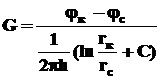 G = (φк − φс) / ( (1 / 2πh) (ln (rк / rс) + C) )